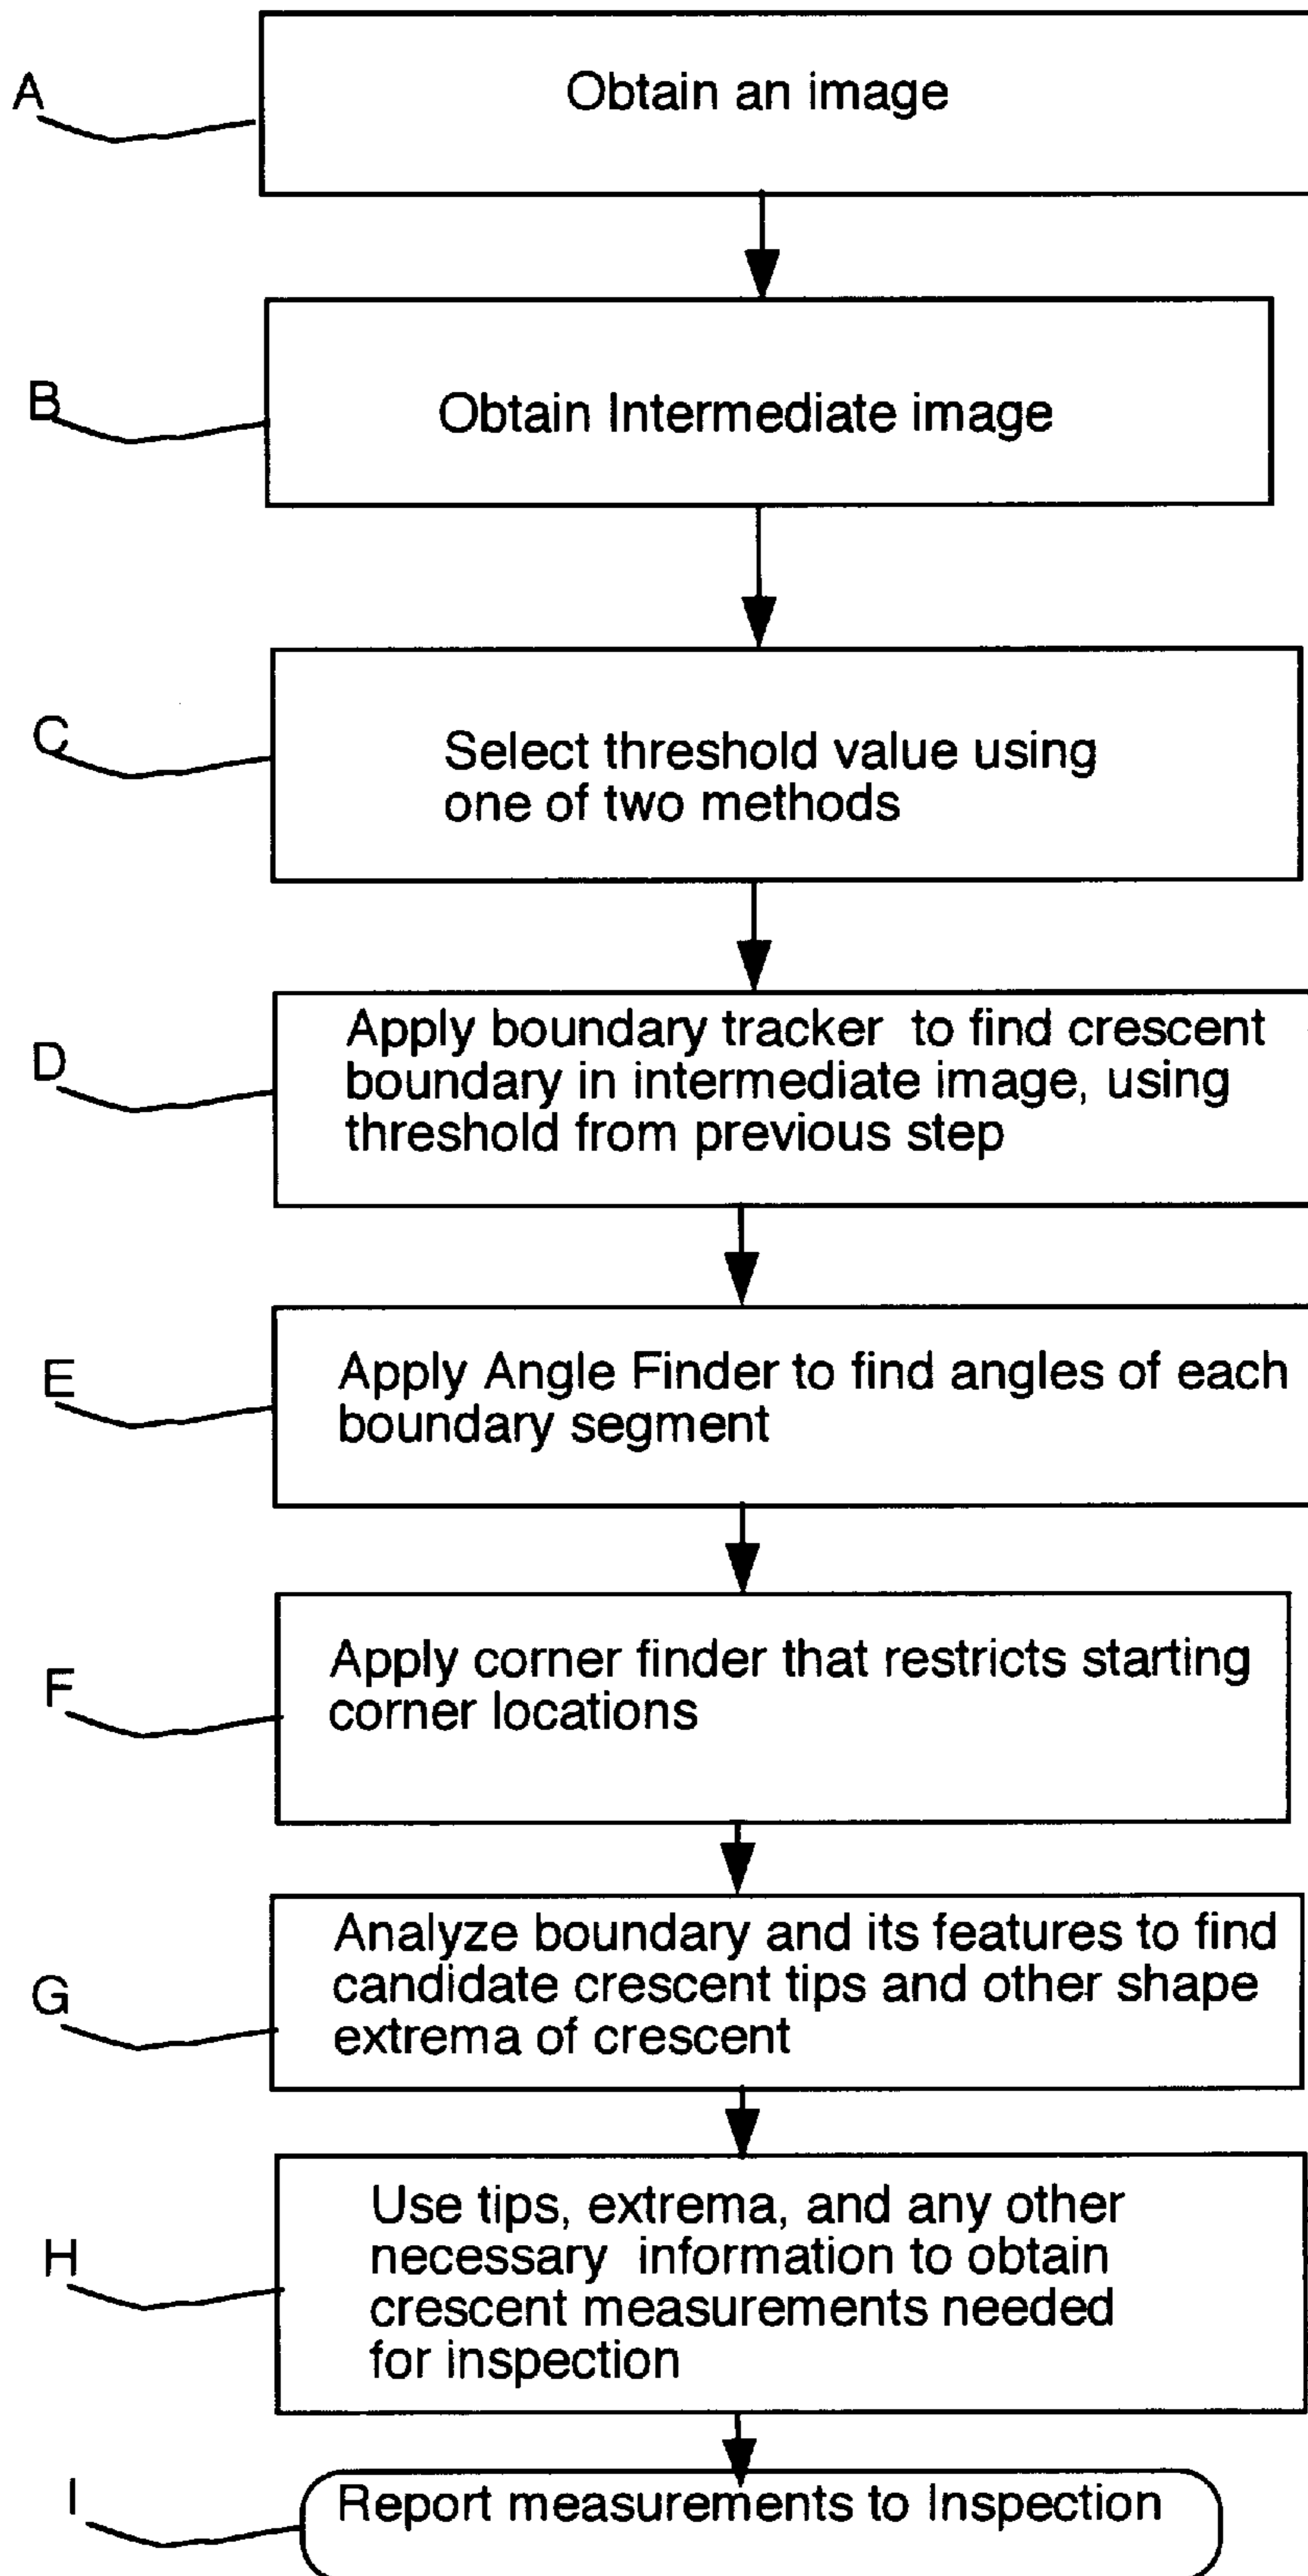 A
Obtain an image
B
Obtain Intermediate image
C
Select threshold value using
one of two methods
D
Apply boundary tracker to find crescent
boundary in intermediate image, using
threshold from previous step
E
Apply Angle Finder to find angles of each
boundary segment
F
Apply corner finder that restricts starting
corner locations
G
Analyze boundary and its features to find
candidate crescent tips and other shape
extrema of crescent
H
Use tips, extrema, and any other
necessary information to obtain
crescent measurements needed
for inspection
I
Report measurements to Inspection